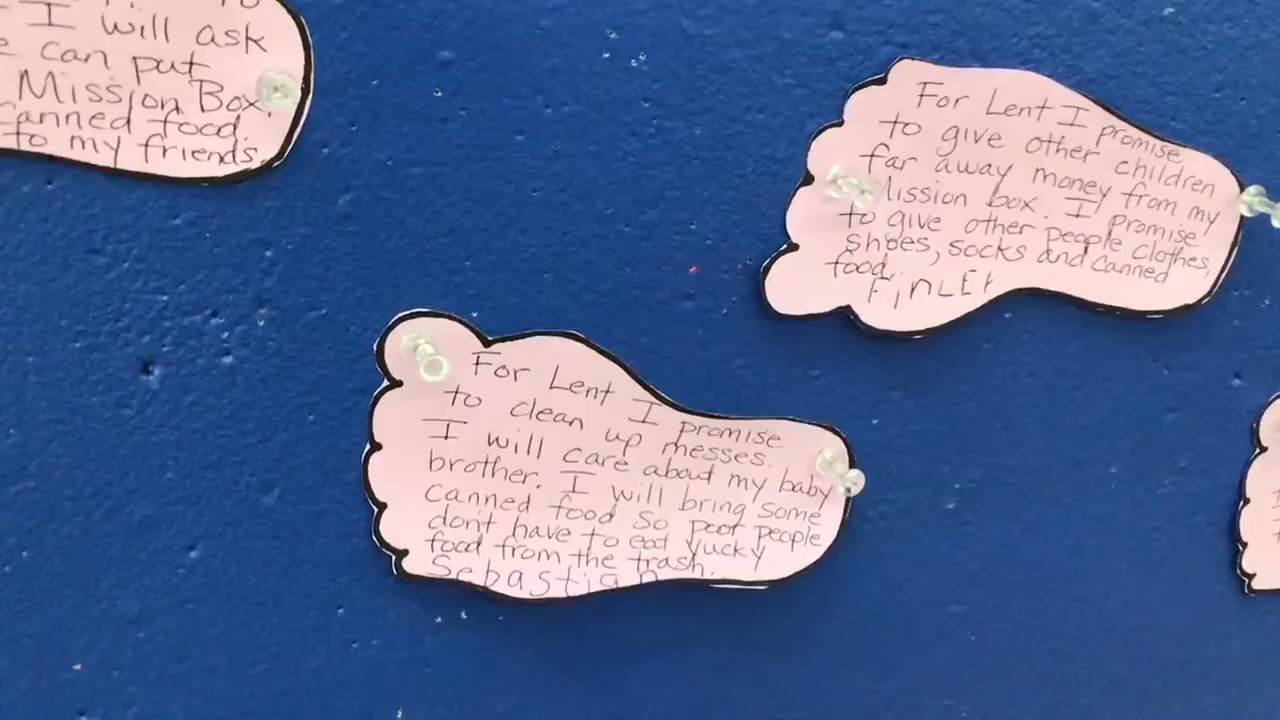 I will ask
can put
Mission Box
canned food
to my friends.
For Lent I promise
to give other children
far away money from my
Mission box. I promise
to give other people clothes,
shoes, socks and canned
food.
FiNLEY
For Lent I promise
to clean up messes.
I will care about my baby
brother. I will bring some
canned food so poor people
dont have to eat yucky
food from the trash.
Sebastian